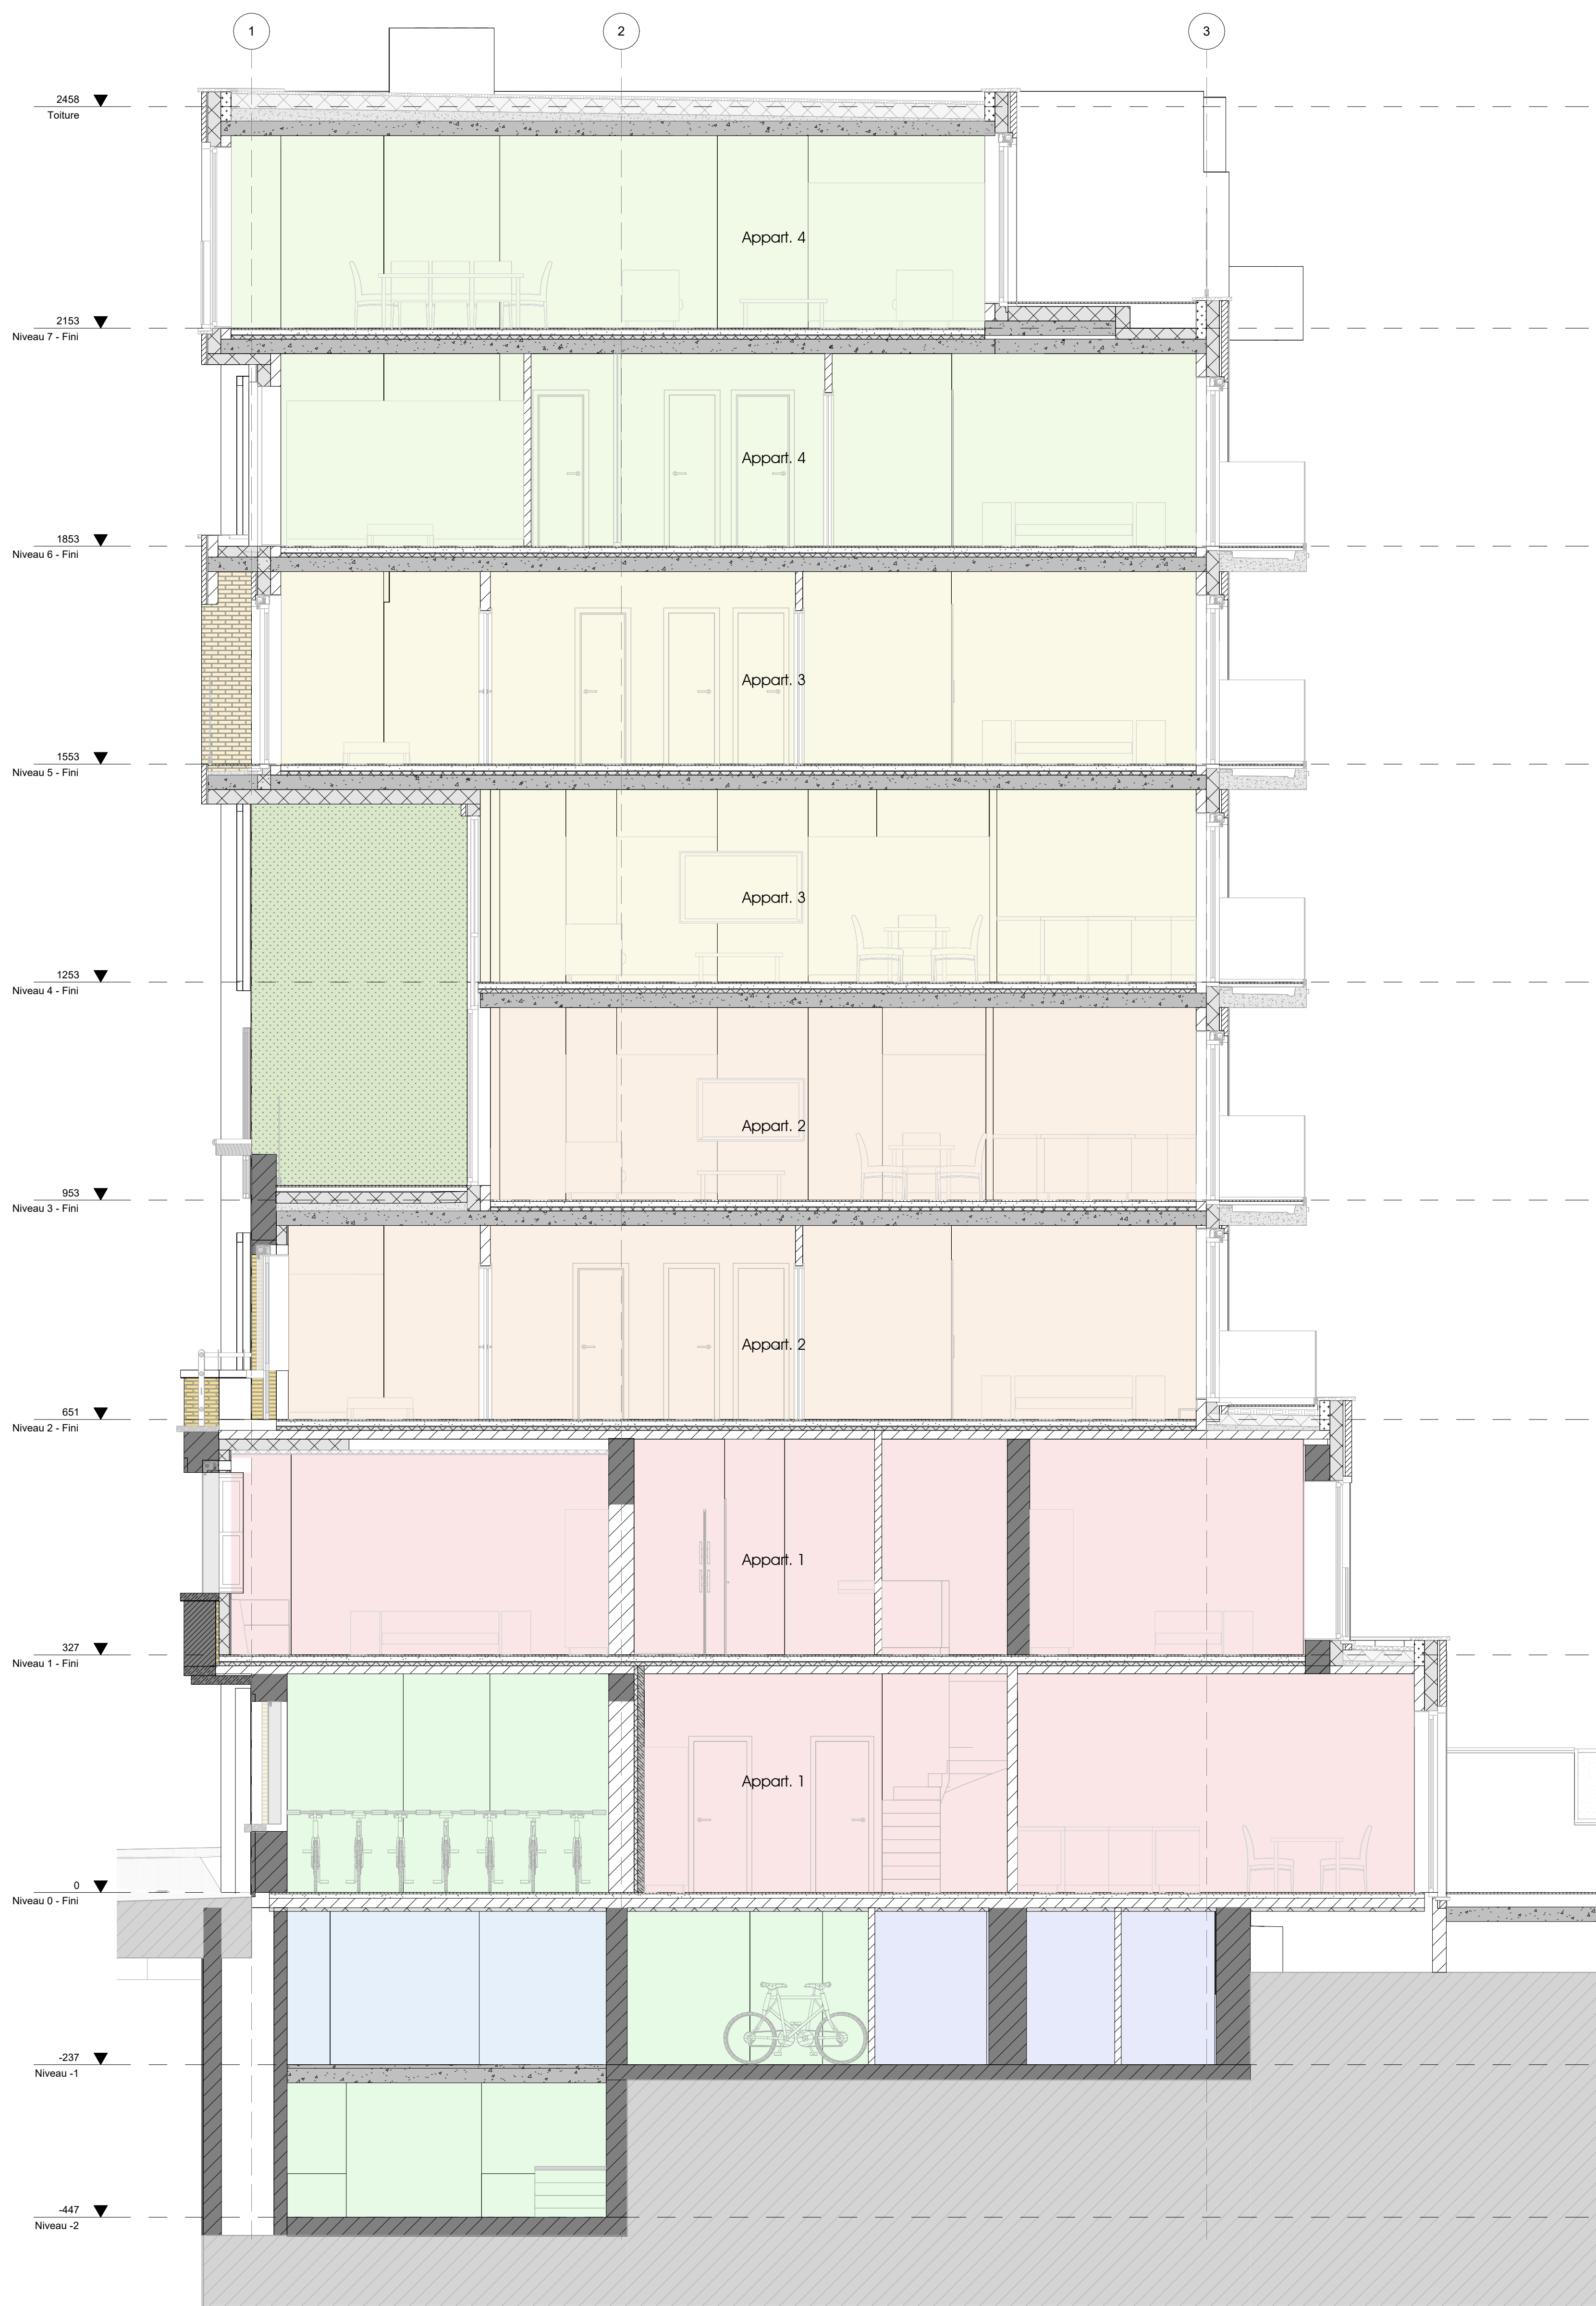 1 2 3
2458
Toiture
Appart. 4
2153
Niveau 7 - Fini
Appart. 4
1853
Niveau 6 - Fini
Appart. 3
1553
Niveau 5 - Fini
Appart. 3
1253
Niveau 4 - Fini
Appart. 2
953
Niveau 3 - Fini
Appart. 2
651
Niveau 2 - Fini
Appart. 1
327
Niveau 1 - Fini
Appart. 1
0
Niveau 0 - Fini
-237
Niveau -1
-447
Niveau -2